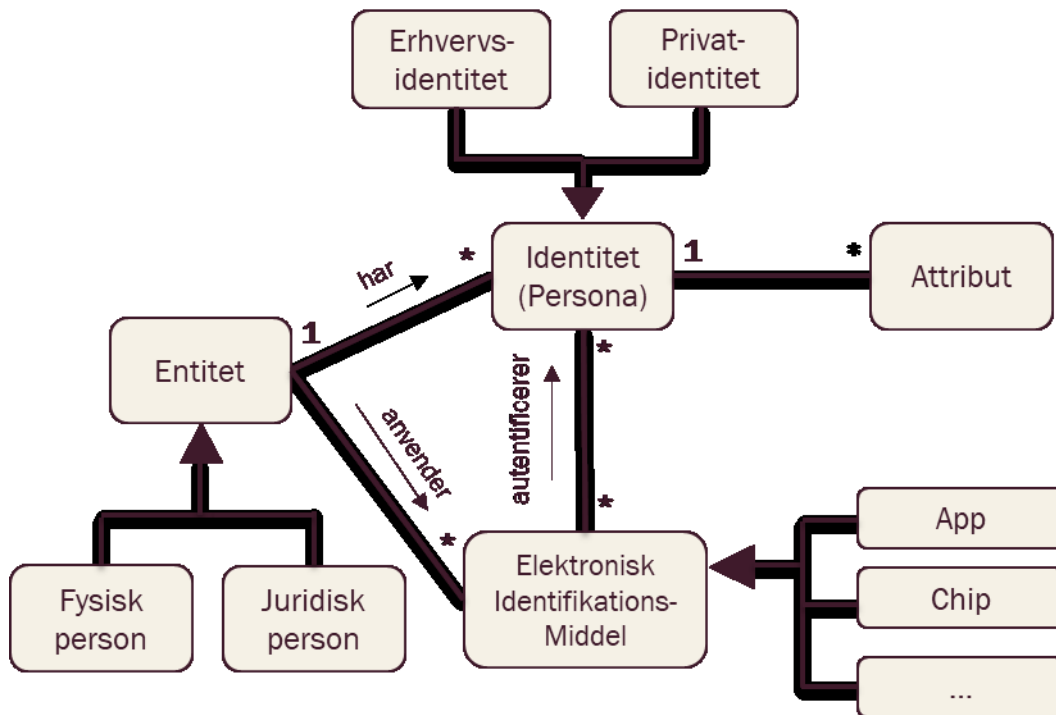 Erhvervs-
identitet
Privat-
identitet
har
*
Identitet
(Persona)
1
*
Attribut
1
Entitet
*
anvender
autentificerer
*
*
Elektronisk
Identifikations-
Middel
App
Chip
...
Fysisk
person
Juridisk
person